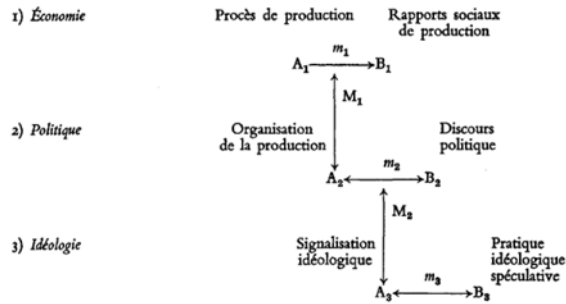 1) Économie Procès de production Rapports sociaux
de production
m₁
A₁ B₁
M₁
2) Politique Organisation Discours
de la production politique
m₂
A₂ B₂
M₂
3) Idéologie Signalisation Pratique
idéologique idéologique
spéculative
m₃
A₃ B₃